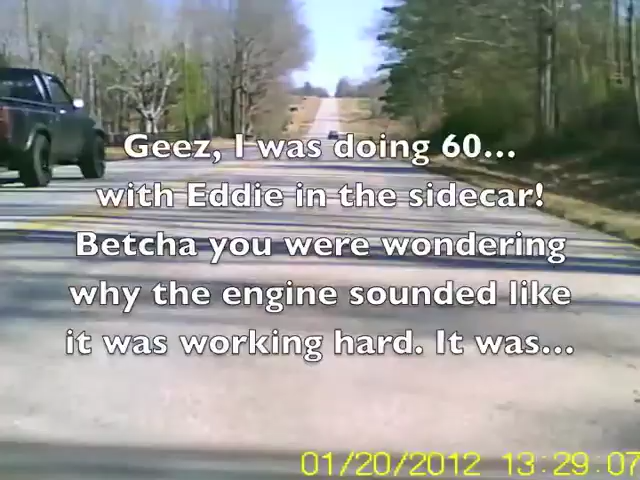 Geez, I was doing 60...
with Eddie in the sidecar!
Betcha you were wondering
why the engine sounded like
it was working hard. It was...
01/20/2012 13:29:07